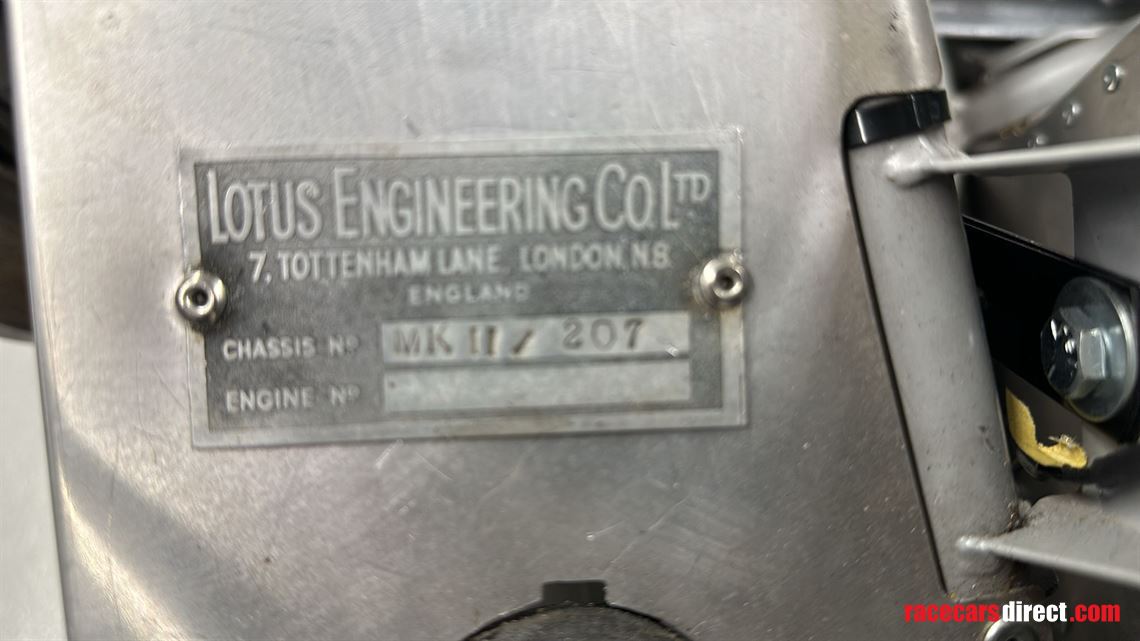 LOTUS ENGINEERING CO. LTD
7, TOTTENHAM LANE, LONDON, N.8.
ENGLAND
CHASSIS Nº MK II / 207
ENGINE Nº
racecarsdirect.com